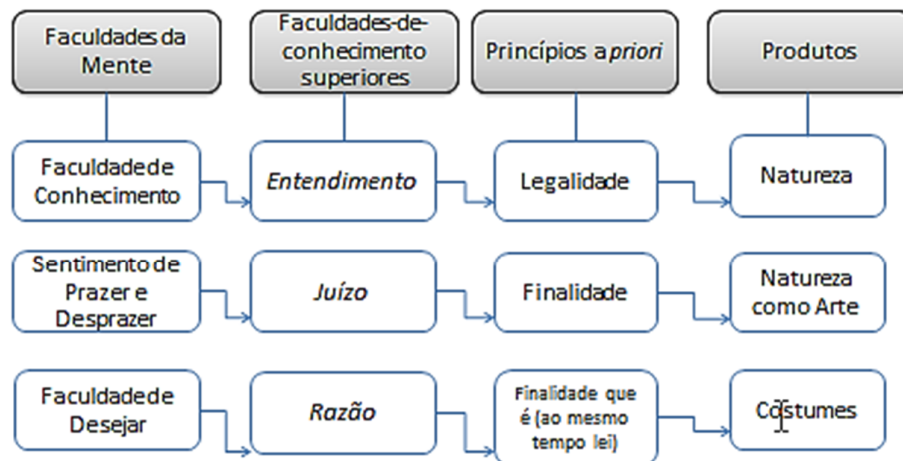 Faculdades da
Mente
Faculdades-de-
conhecimento
superiores
Princípios a priori
Produtos
Faculdade de
Conhecimento
Entendimento
Legalidade
Natureza
Sentimento de
Prazer e
Desprazer
Juízo
Finalidade
Natureza
como Arte
Faculdade de
Desejar
Razão
Finalidade que
é (ao mesmo
tempo lei)
Costumes